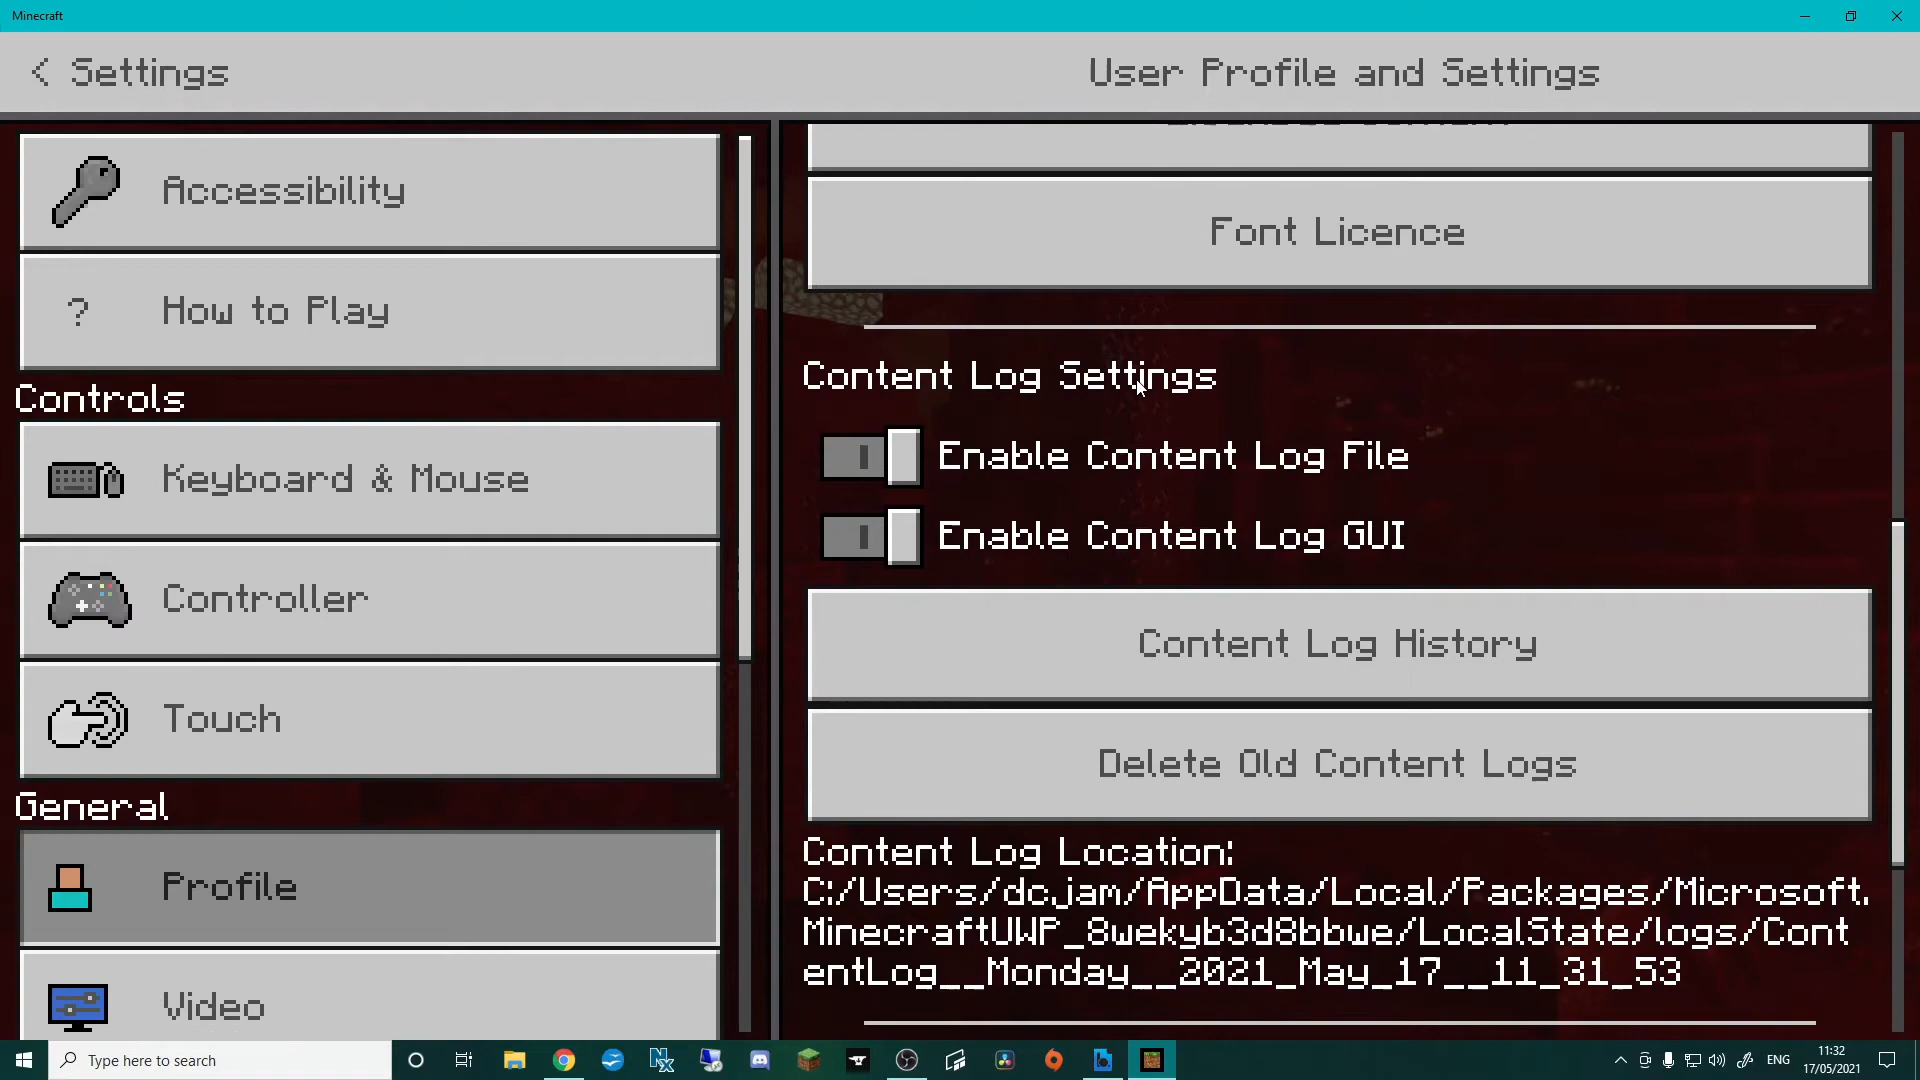 Minecraft
< Settings
User Profile and Settings
Accessibility
? How to Play
Controls
Keyboard & Mouse
Controller
Touch
General
Profile
Video
Font Licence
Content Log Settings
Enable Content Log File
Enable Content Log GUI
Content Log History
Delete Old Content Logs
Content Log Location:
C:/Users/dcjam/AppData/Local/Packages/Microsoft.
MinecraftUWP_8wekyb3d8bbwe/LocalState/logs/Cont
entLog__Monday__2021_May_17__11_31_53
Type here to search
ENG
11:32
17/05/2021